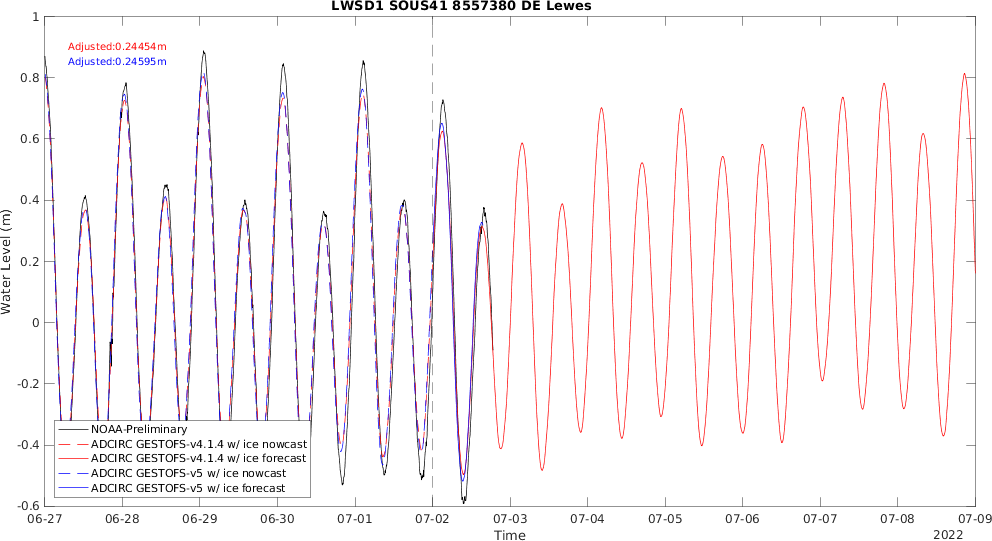 LWSD1 SOUS41 8557380 DE Lewes
Adjusted:0.24454m
Adjusted:0.24595m
Water Level (m)
1
0.8
0.6
0.4
0.2
0
-0.2
-0.4
-0.6
NOAA-Preliminary
ADCIRC GESTOFS-v4.1.4 w/ ice nowcast
ADCIRC GESTOFS-v4.1.4 w/ ice forecast
ADCIRC GESTOFS-v5 w/ ice nowcast
ADCIRC GESTOFS-v5 w/ ice forecast
06-27 06-28 06-29 06-30 07-01 07-02 07-03 07-04 07-05 07-06 07-07 07-08 07-09
Time
2022